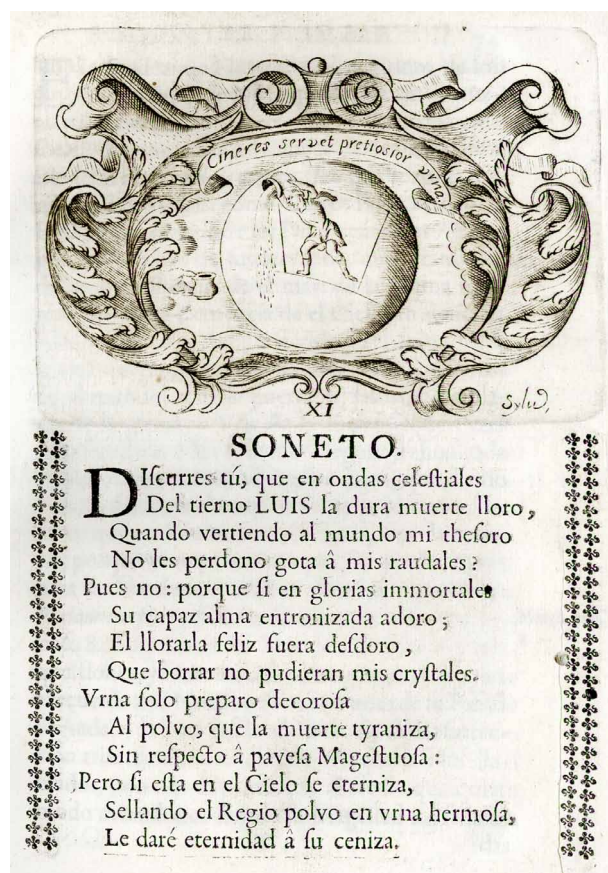 Cineres servet pretiosior vrna.
XI
Sylv.
SONETO.
DIscurres tú, que en ondas celeſtiales
Del tierno LUIS la dura muerte lloro,
Quando vertiendo al mundo mi theſoro
No les perdono gota â mis raudales?
Pues no: porque ſi en glorias immortales
Su capaz alma entronizada adoro;
El llorarla feliz fuera deſdoro,
Que borrar no pudieran mis cryſtales.
Vrna ſolo preparo decoroſa
Al polvo, que la muerte tyraniza,
Sin reſpecto â paveſa Mageſtuoſa:
Pero ſi eſta en el Cielo ſe eterniza,
Sellando el Regio polvo en vrna hermoſa,
Le daré eternidad â ſu ceniza.